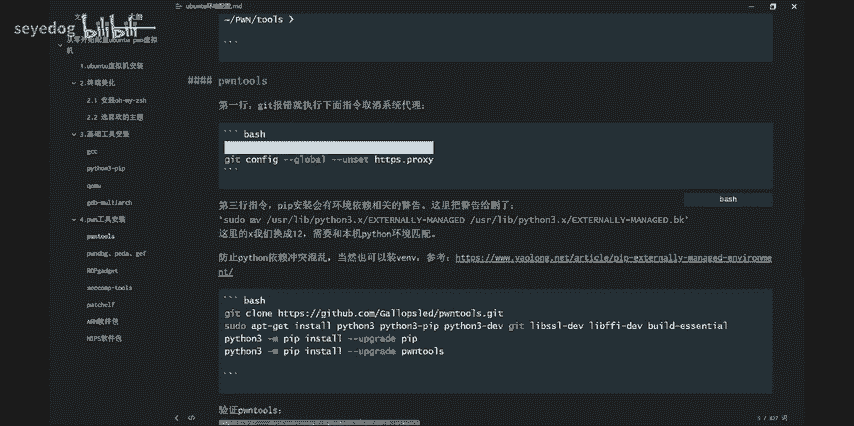 ubuntu环境配置.md
文件
大纲
seyedog bilibili
从零开始配置ubuntu pwn虚拟
机
1.ubuntu虚拟机安装
2.终端美化
2.1 安装oh-my-zsh
2.2 选喜欢的主题
3.基础工具安装
gcc
python3-pip
qemu
gdb-multiarch
4.pwn工具安装
pwntools
pwndbg、peda、gef
ROPgadget
seccomp-tools
patchelf
ARM软件包
MIPS软件包
~/PWN/tools ❯
```
#### pwntools
第一行：git报错就执行下面指令取消系统代理：
``` bash
git config --global --unset https.proxy
```
bash
第三行指令，pip安装会有环境依赖相关的警告。这里把警告给删了：
`sudo mv /usr/lib/python3.x/EXTERNALLY-MANAGED /usr/lib/python3.x/EXTERNALLY-MANAGED.bk`
这里的x我们换成12，需要和本机python环境匹配。
防止python依赖冲突混乱，当然也可以装venv，参考：https://www.yaolong.net/article/pip-externally-managed-environme
nt/
``` bash
git clone https://github.com/Gallopsled/pwntools.git
sudo apt-get install python3 python3-pip python3-dev git libssl-dev libffi-dev build-essential
python3 -m pip install --upgrade pip
python3 -m pip install --upgrade pwntools
```
验证pwntools：